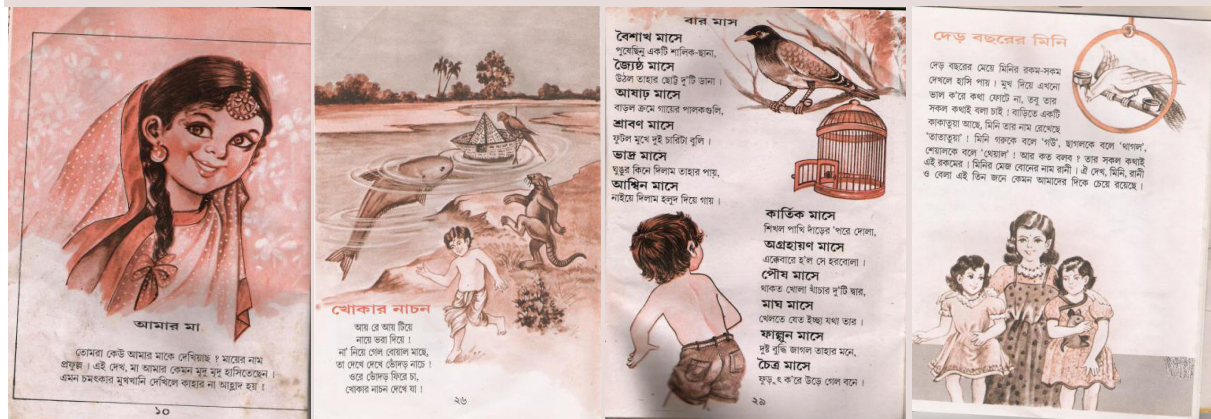 আমার মা
তোমরা কেউ আমার মাকে দেখিয়াছ ? মায়ের নাম
প্রফুল্ল । এই দেখ, মা আমার কেমন মৃদু মৃদু হাসিতেছেন ।
এমন চমৎকার মুখখানি দেখিলে কাহার না আহ্লাদ হয় !
১০
খোকার নাচন
আয় রে আয় টিয়ে
নায়ে ভরা দিয়ে !
না' নিয়ে গেল বোয়াল মাছে,
তা দেখে দেখে ভোঁদড় নাচে !
ওরে ভোঁদড় ফিরে চা,
খোকার নাচন দেখে যা !
২৬
বার মাস
বৈশাখ মাসে
পুষেছিনু একটি শালিক-ছানা,
জ্যৈষ্ঠ মাসে
উঠল তাহার ছোট্ট দু'টি ডানা ।
আষাঢ় মাসে
বাড়ল ক্রমে গায়ের পালকগুলি,
শ্রাবণ মাসে
ফুটল মুখে দুই চারিটা বুলি ।
ভাদ্র মাসে
ঘুঙুর কিনে দিলাম তাহার পায়,
আশ্বিন মাসে
নাইয়ে দিলাম হলুদ দিয়ে গায় ।
কার্তিক মাসে
শিখল পাখি দাঁড়ের 'পরে দোলা,
অগ্রহায়ণ মাসে
এক্কেবারে হ'ল সে হরবোলা ।
পৌষ মাসে
থাকত খোলা খাঁচার দু'টি দ্বার,
মাঘ মাসে
খেলতে যেত ইচ্ছা যথা তার ।
ফাল্গুন মাসে
দুষ্ট বুদ্ধি জাগল তাহার মনে,
চৈত্র মাসে
ফুড়ুৎ ক'রে উড়ে গেল বনে ।
২৯
দেড় বছরের মিনি
দেড় বছরের মেয়ে মিনির রকম-সকম
দেখলে হাসি পায় । মুখ দিয়ে এখনো
ভাল ক'রে কথা ফোটে না, তবু তার
সকল কথাই বলা চাই । বাড়িতে একটি
কাকাতুয়া আছে, মিনি তার নাম রেখেছে
'তাতাতুয়া' । মিনি গরুকে বলে 'গউ', ছাগলকে বলে 'থাগল',
শেয়ালকে বলে 'থেয়াল' ! আর কত বলব ? তার সকল কথাই
এই রকমের । মিনির মেজ বোনের নাম রানী । ঐ দেখ, মিনি, রানী
ও বেলা এই তিন জনে কেমন আমাদের দিকে চেয়ে রয়েছে ।